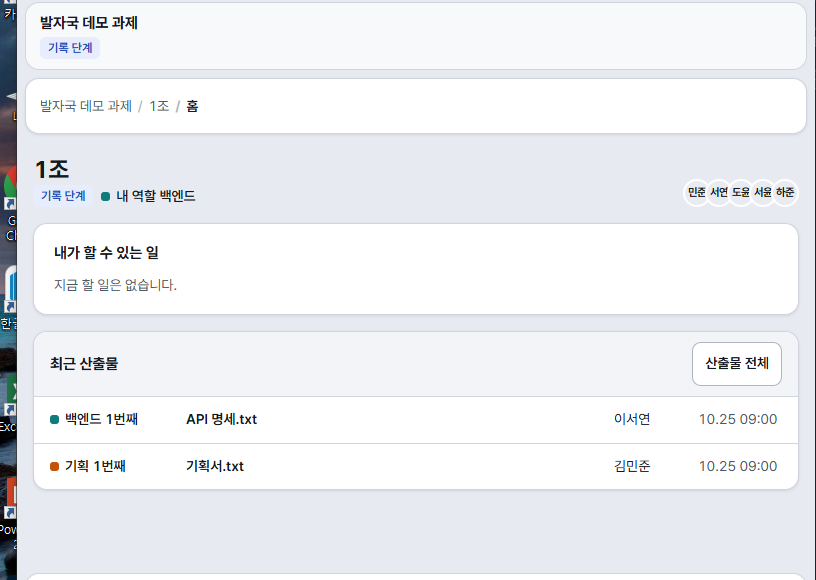 발자국 데모 과제
기록 단계
발자국 데모 과제 / 1조 / 홈
1조
기록 단계 내 역할 백엔드
민준 서연 도윤 서윤 하준
내가 할 수 있는 일
지금 할 일은 없습니다.
최근 산출물 산출물 전체
백엔드 1번째 API 명세.txt 이서연 10.25 09:00
기획 1번째 기획서.txt 김민준 10.25 09:00